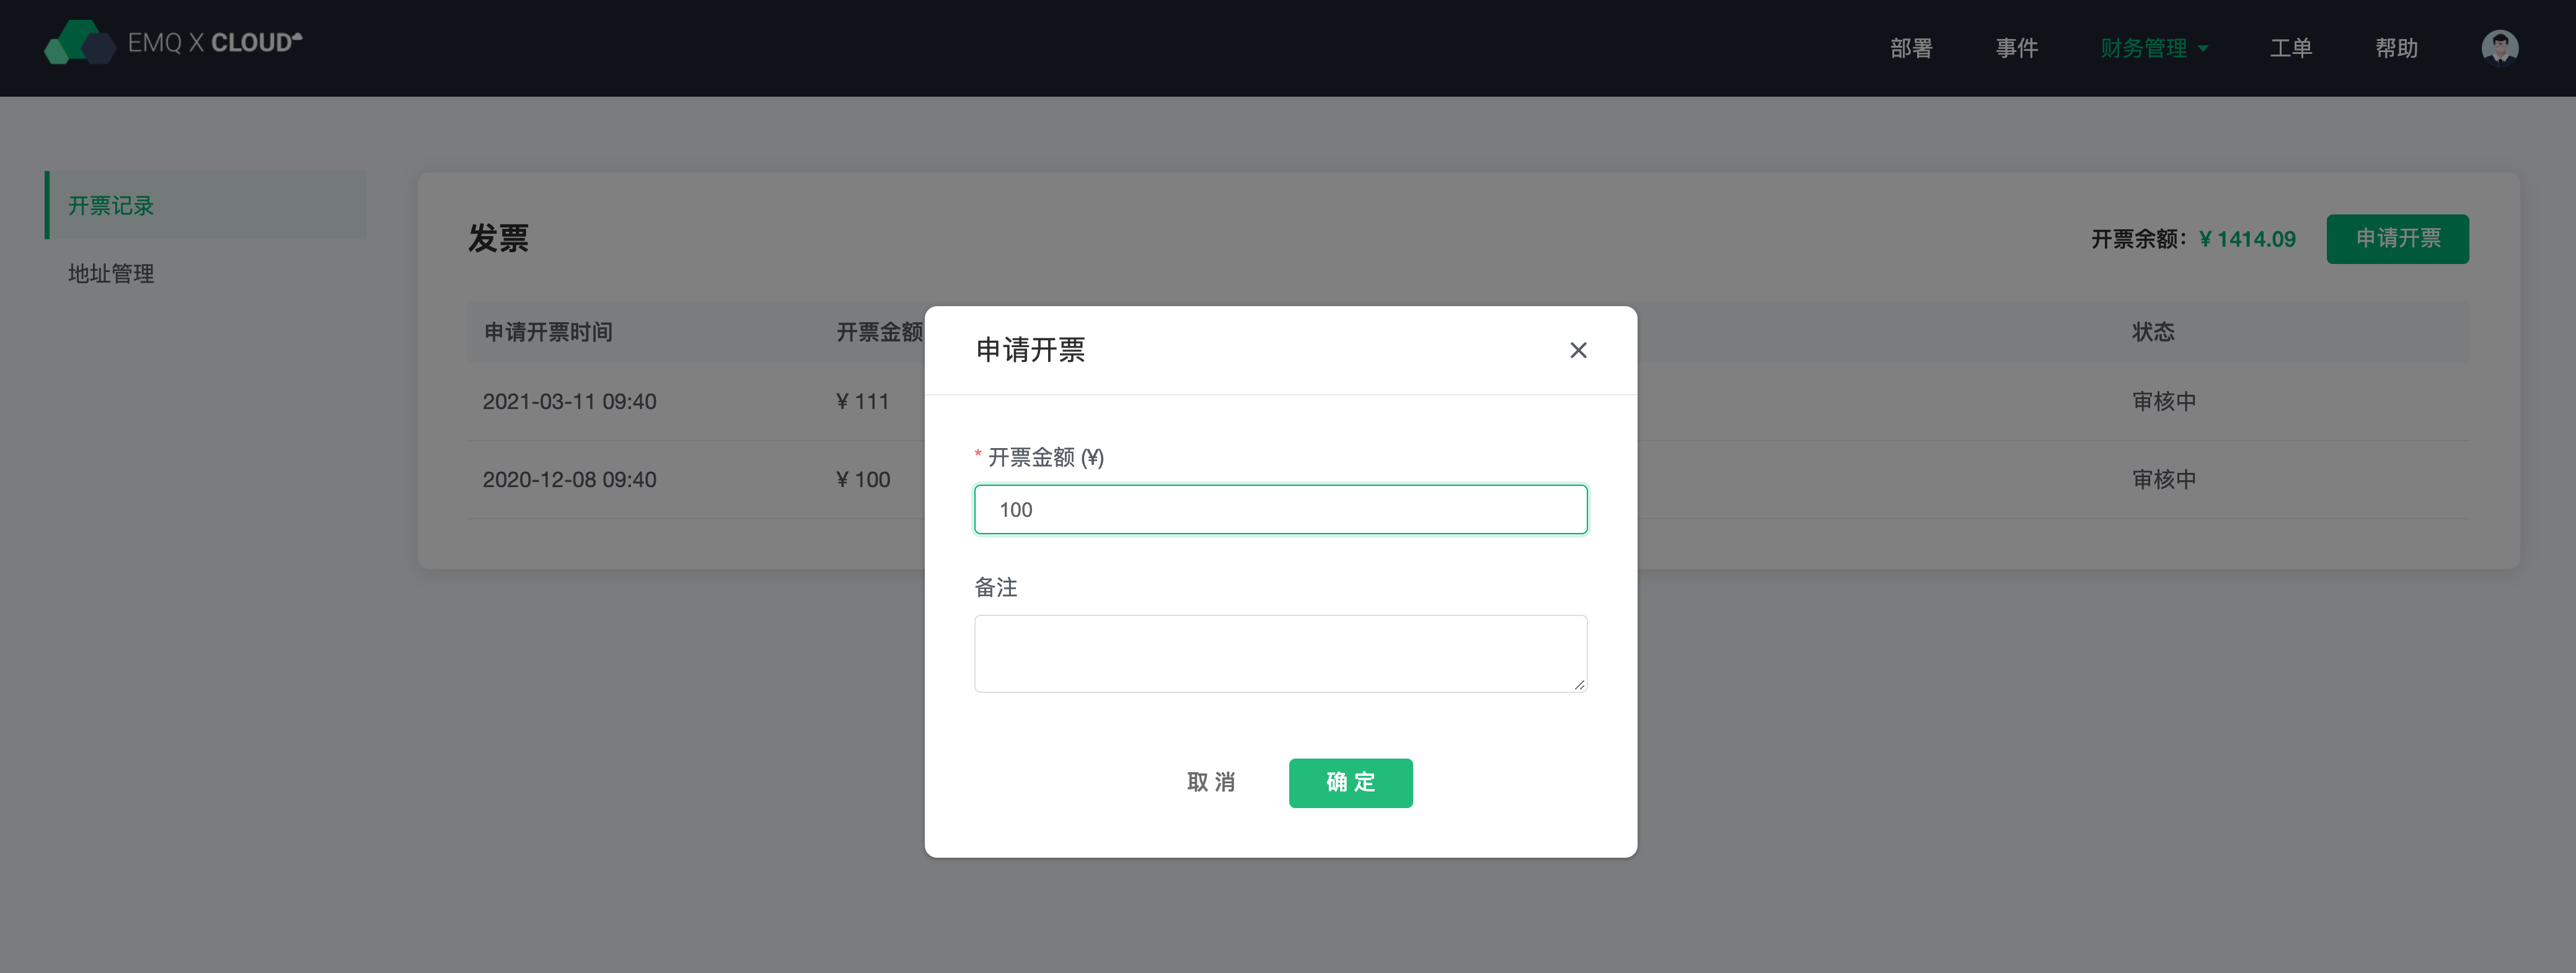 EMQ X CLOUD
部署 事件 财务管理 工单 帮助
开票记录
地址管理
发票
开票余额：¥ 1414.09 申请开票
申请开票时间 开票金额 状态
2021-03-11 09:40 ¥ 111 审核中
2020-12-08 09:40 ¥ 100 审核中
申请开票
* 开票金额 (¥)
100
备注
取 消 确 定